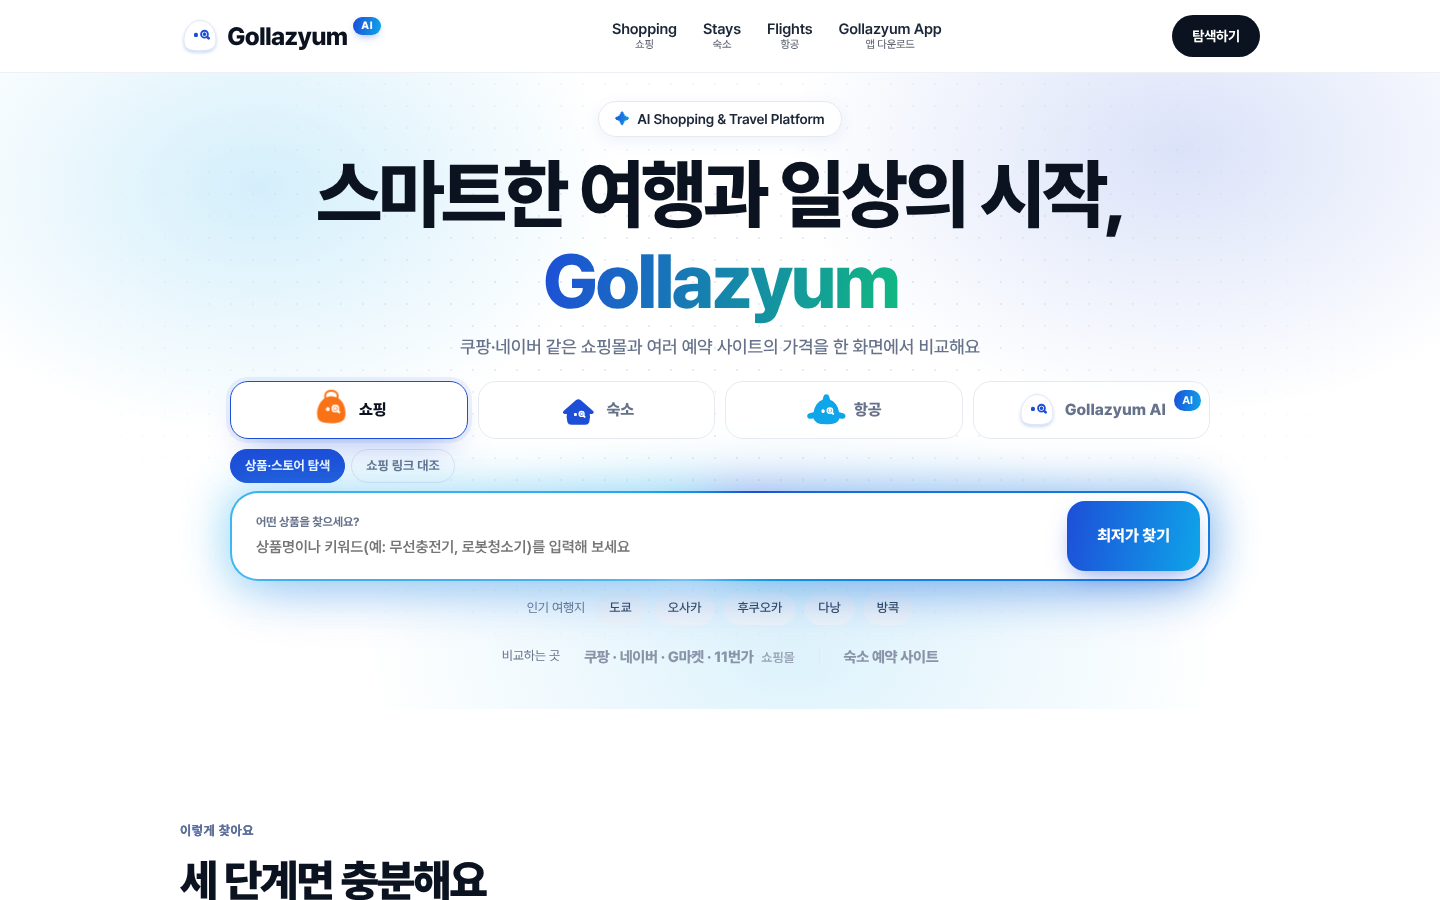 Gollazyum AI
Shopping
쇼핑
Stays
숙소
Flights
항공
Gollazyum App
앱 다운로드
탐색하기
AI Shopping & Travel Platform
스마트한 여행과 일상의 시작,
Gollazyum
쿠팡·네이버 같은 쇼핑몰과 여러 예약 사이트의 가격을 한 화면에서 비교해요
쇼핑
숙소
항공
Gollazyum AI AI
상품·스토어 탐색
쇼핑 링크 대조
어떤 상품을 찾으세요?
상품명이나 키워드(예: 무선충전기, 로봇청소기)를 입력해 보세요
최저가 찾기
인기 여행지 도쿄 오사카 후쿠오카 다낭 방콕
비교하는 곳 쿠팡 · 네이버 · G마켓 · 11번가 쇼핑몰 숙소 예약 사이트
이렇게 찾아요
세 단계면 충분해요